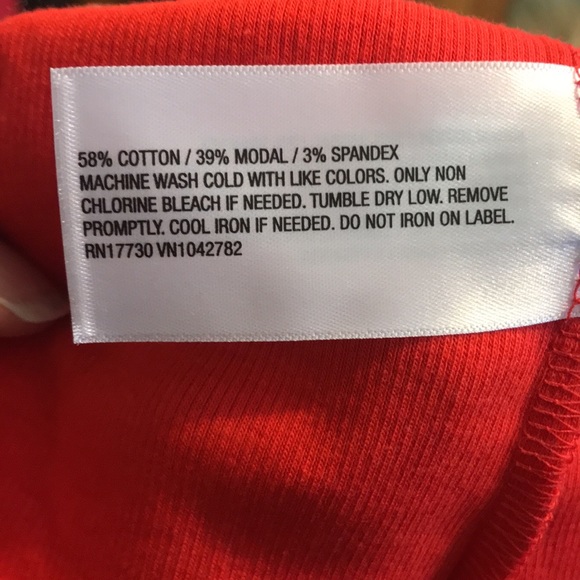 58% COTTON / 39% MODAL / 3% SPANDEX
MACHINE WASH COLD WITH LIKE COLORS. ONLY NON
CHLORINE BLEACH IF NEEDED. TUMBLE DRY LOW. REMOVE
PROMPTLY. COOL IRON IF NEEDED. DO NOT IRON ON LABEL.
RN17730 VN1042782